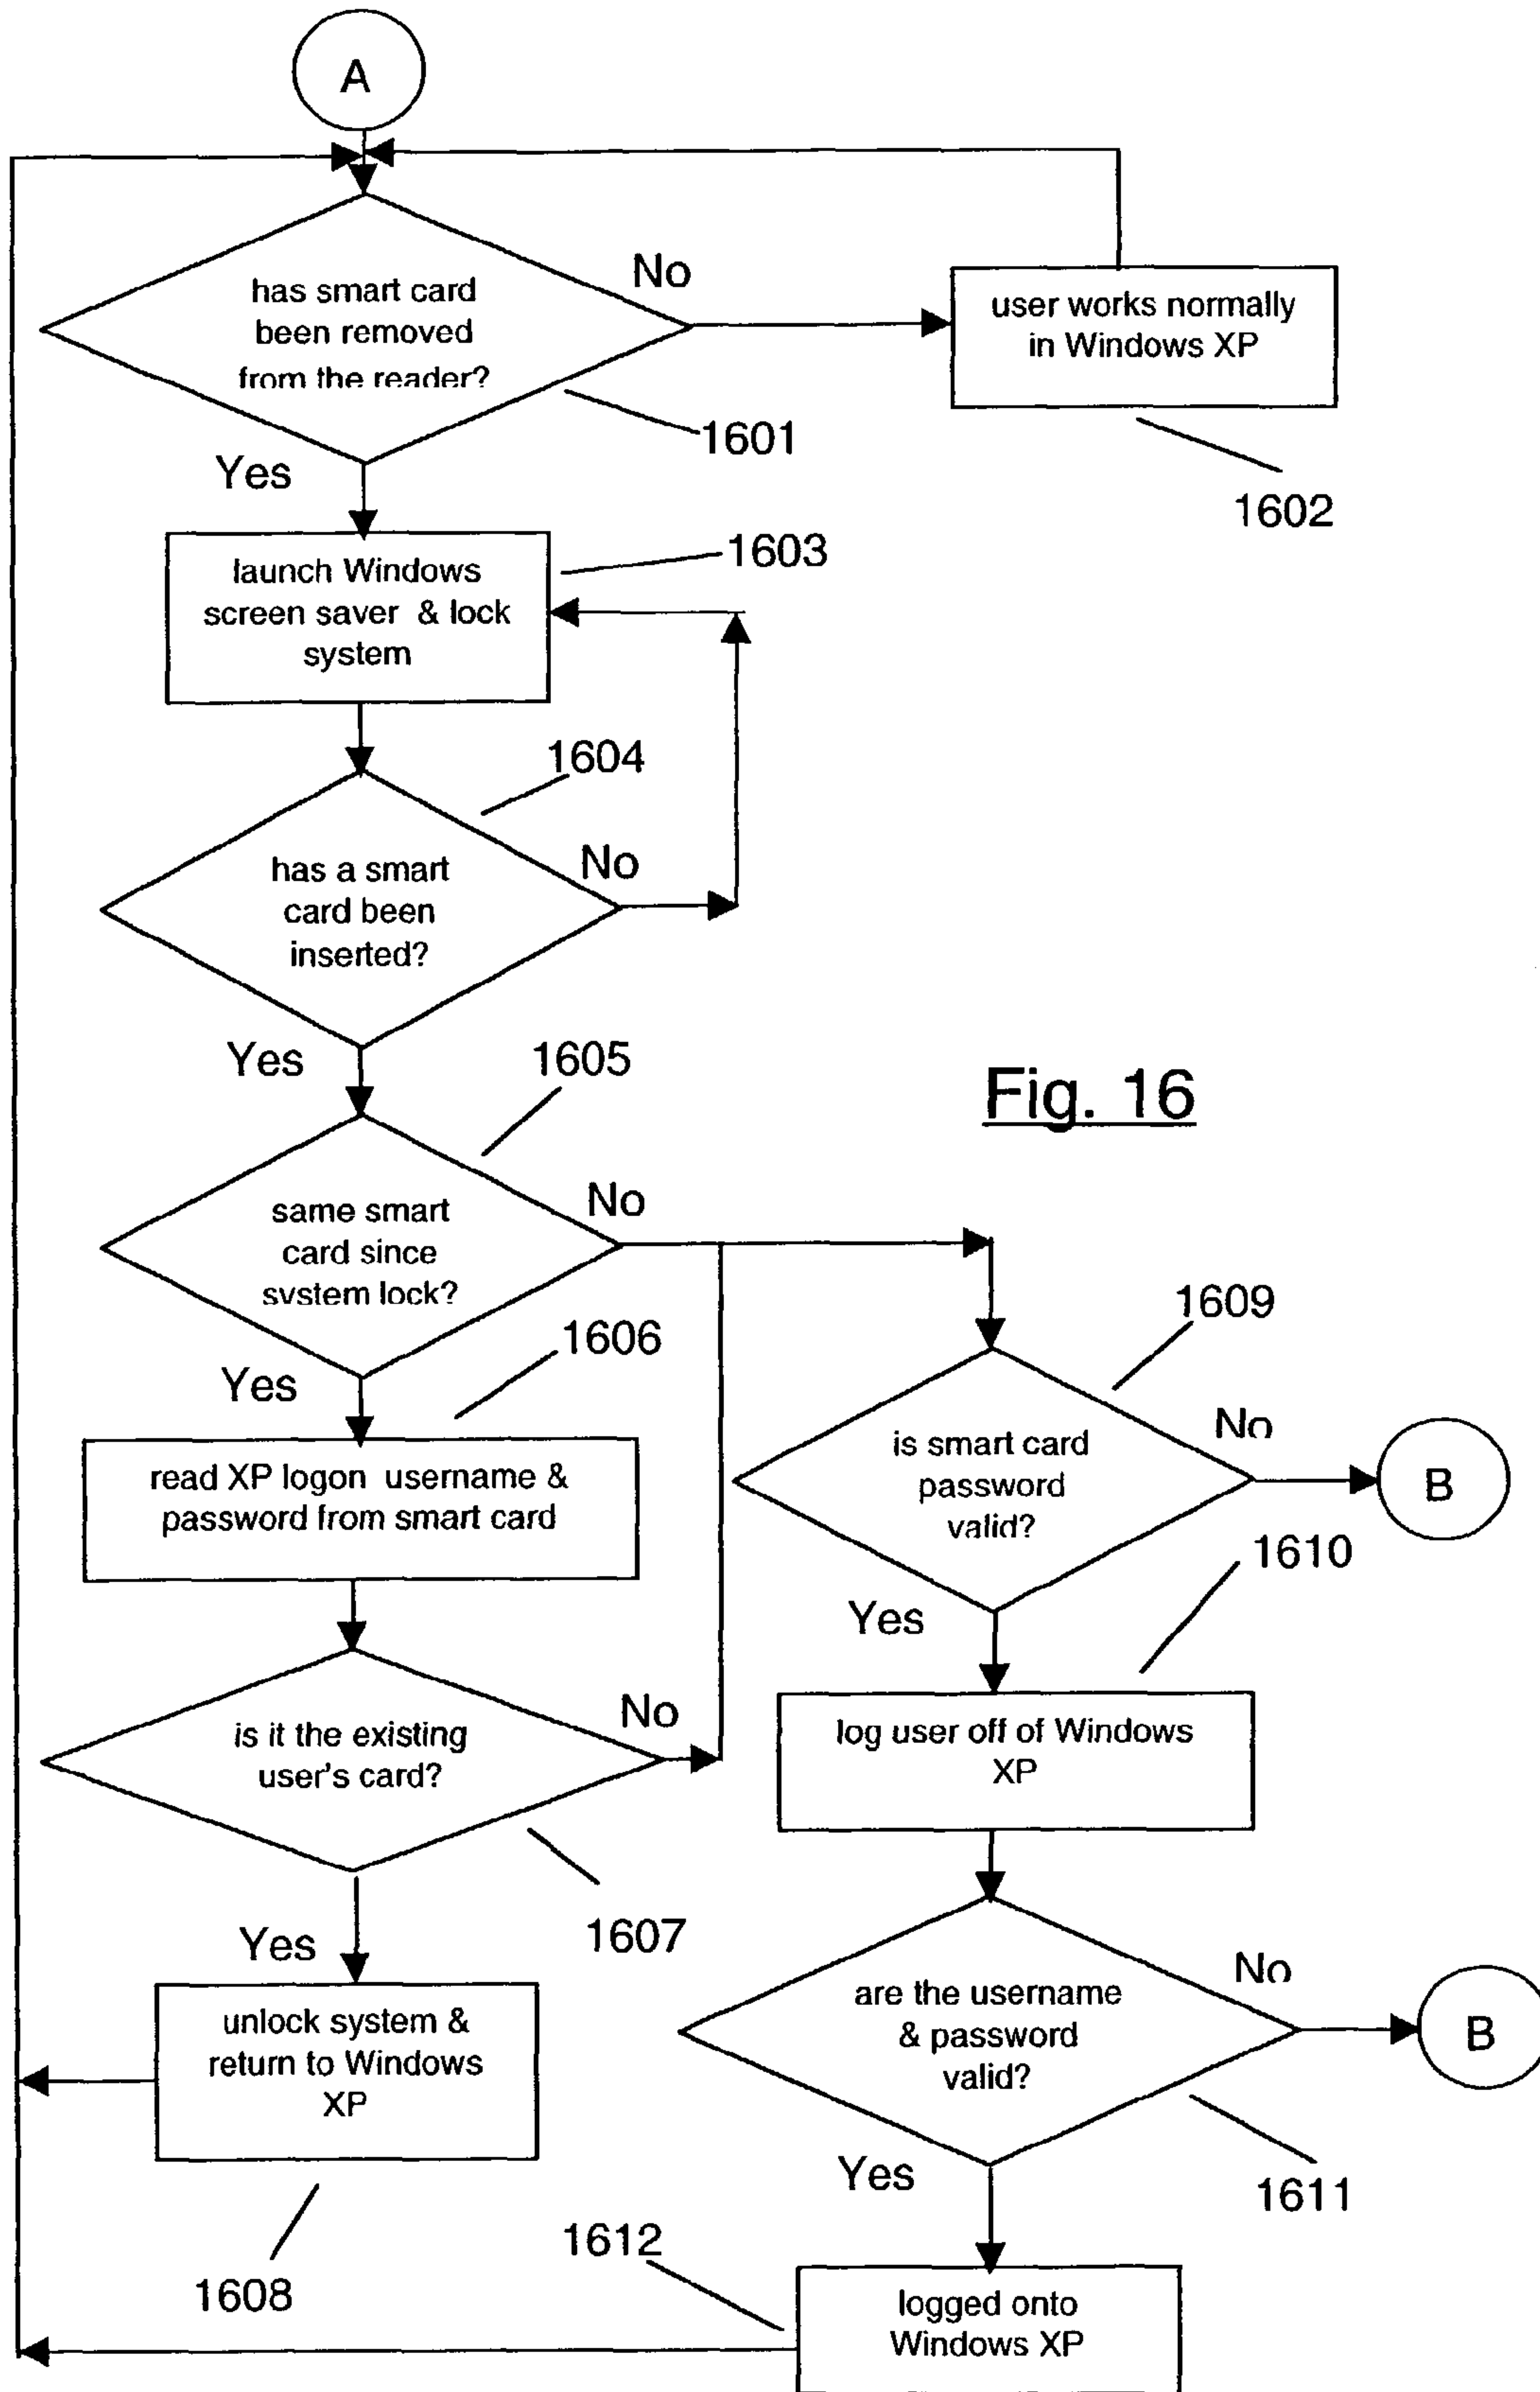 A
has smart card
been removed
from the reader?
No
1601
user works normally
in Windows XP
1602
Yes
launch Windows
screen saver & lock
system
1603
1604
has a smart
card been
inserted?
No
Yes
1605
Fig. 16
same smart
card since
system lock?
No
Yes
1606
read XP logon username &
password from smart card
is it the existing
user's card?
No
1607
Yes
unlock system &
return to Windows
XP
1608
1609
is smart card
password
valid?
No
B
1610
Yes
log user off of Windows
XP
are the username
& password
valid?
No
B
1611
Yes
1612
logged onto
Windows XP